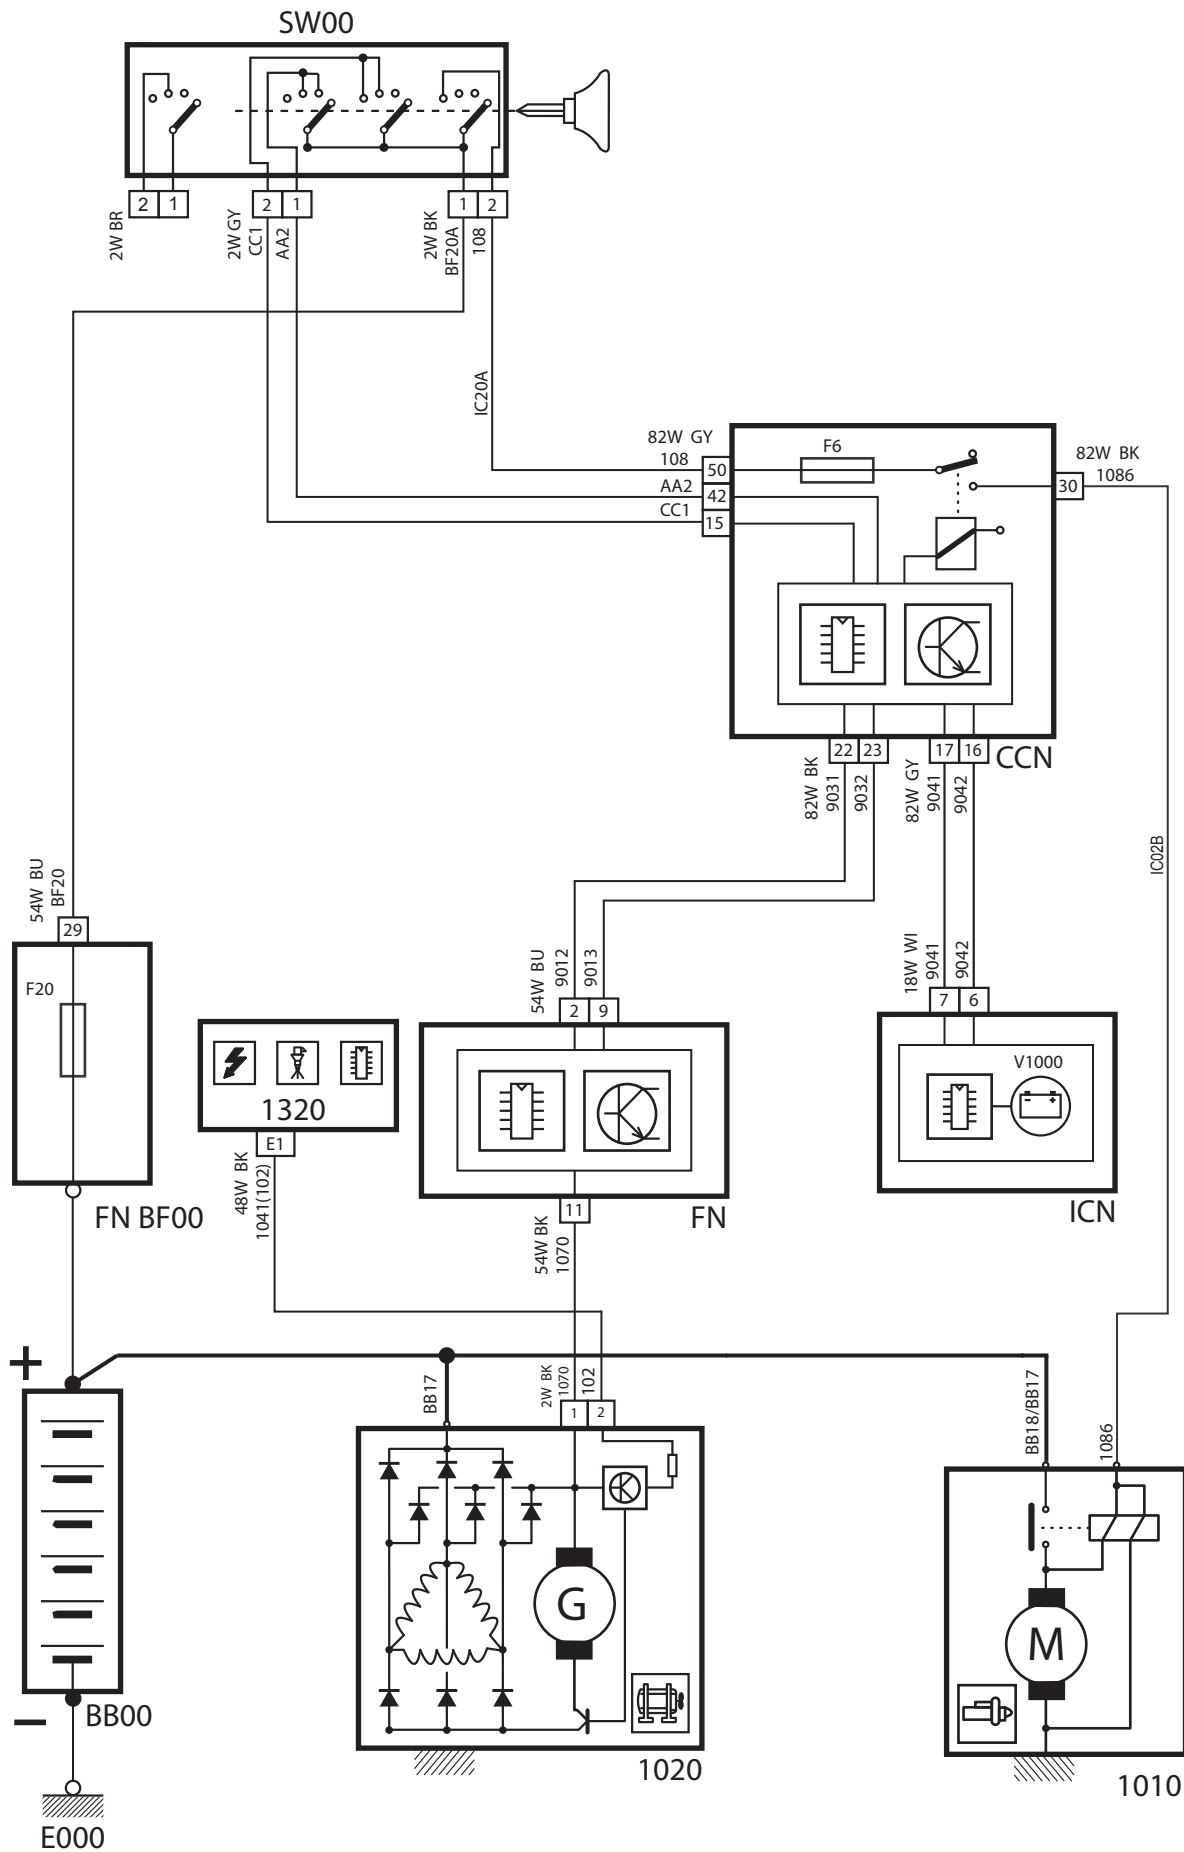 SW00
2
1
2
1
1
2
2W BR
2W GY
CC1
AA2
2W BK
BF20A
108
IC20A
82W GY
108
AA2
CC1
50
42
15
F6
30
82W BK
1086
22
23
17
16
CCN
82W BK
9031
9032
82W GY
9041
9042
IC02B
54W BU
BF20
29
F20
FN BF00
54W BU
9012
9013
2
9
18W WI
9041
9042
7
6
V1000
ICN
1320
E1
48W BK
1041(102)
11
FN
54W BK
1070
+
BB17
2W BK
1070
102
1
2
BB18/BB17
1086
G
M
−
BB00
1020
1010
E000